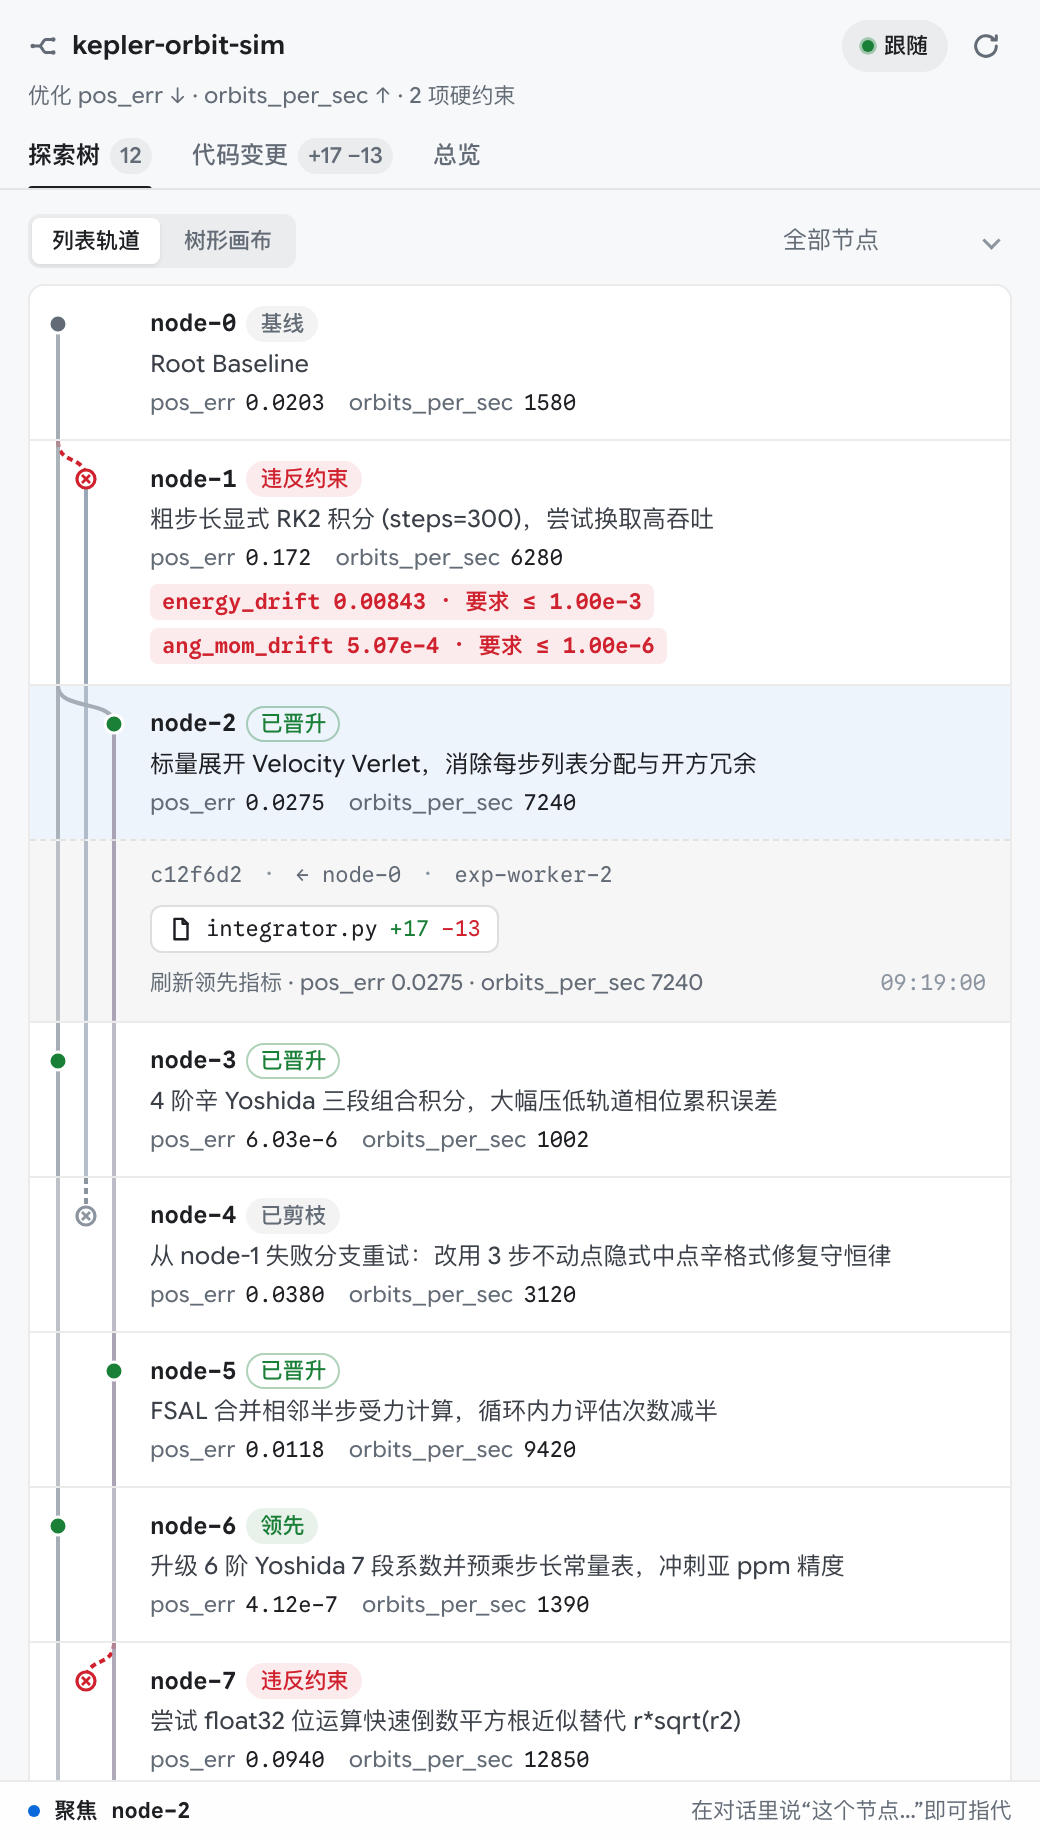 kepler-orbit-sim
跟随
优化 pos_err ↓ · orbits_per_sec ↑ · 2 项硬约束
探索树 12 代码变更 +17 −13 总览
列表轨道 树形画布 全部节点
node-0 基线
Root Baseline
pos_err 0.0203 orbits_per_sec 1580
node-1 违反约束
粗步长显式 RK2 积分 (steps=300)，尝试换取高吞吐
pos_err 0.172 orbits_per_sec 6280
energy_drift 0.00843 · 要求 ≤ 1.00e-3
ang_mom_drift 5.07e-4 · 要求 ≤ 1.00e-6
node-2 已晋升
标量展开 Velocity Verlet，消除每步列表分配与开方冗余
pos_err 0.0275 orbits_per_sec 7240
c12f6d2 · ← node-0 · exp-worker-2
integrator.py +17 −13
刷新领先指标 · pos_err 0.0275 · orbits_per_sec 7240 09:19:00
node-3 已晋升
4 阶辛 Yoshida 三段组合积分，大幅压低轨道相位累积误差
pos_err 6.03e-6 orbits_per_sec 1002
node-4 已剪枝
从 node-1 失败分支重试：改用 3 步不动点隐式中点辛格式修复守恒律
pos_err 0.0380 orbits_per_sec 3120
node-5 已晋升
FSAL 合并相邻半步受力计算，循环内力评估次数减半
pos_err 0.0118 orbits_per_sec 9420
node-6 领先
升级 6 阶 Yoshida 7 段系数并预乘步长常量表，冲刺亚 ppm 精度
pos_err 4.12e-7 orbits_per_sec 1390
node-7 违反约束
尝试 float32 位运算快速倒数平方根近似替代 r*sqrt(r2)
pos_err 0.0940 orbits_per_sec 12850
聚焦 node-2 在对话里说“这个节点…”即可指代